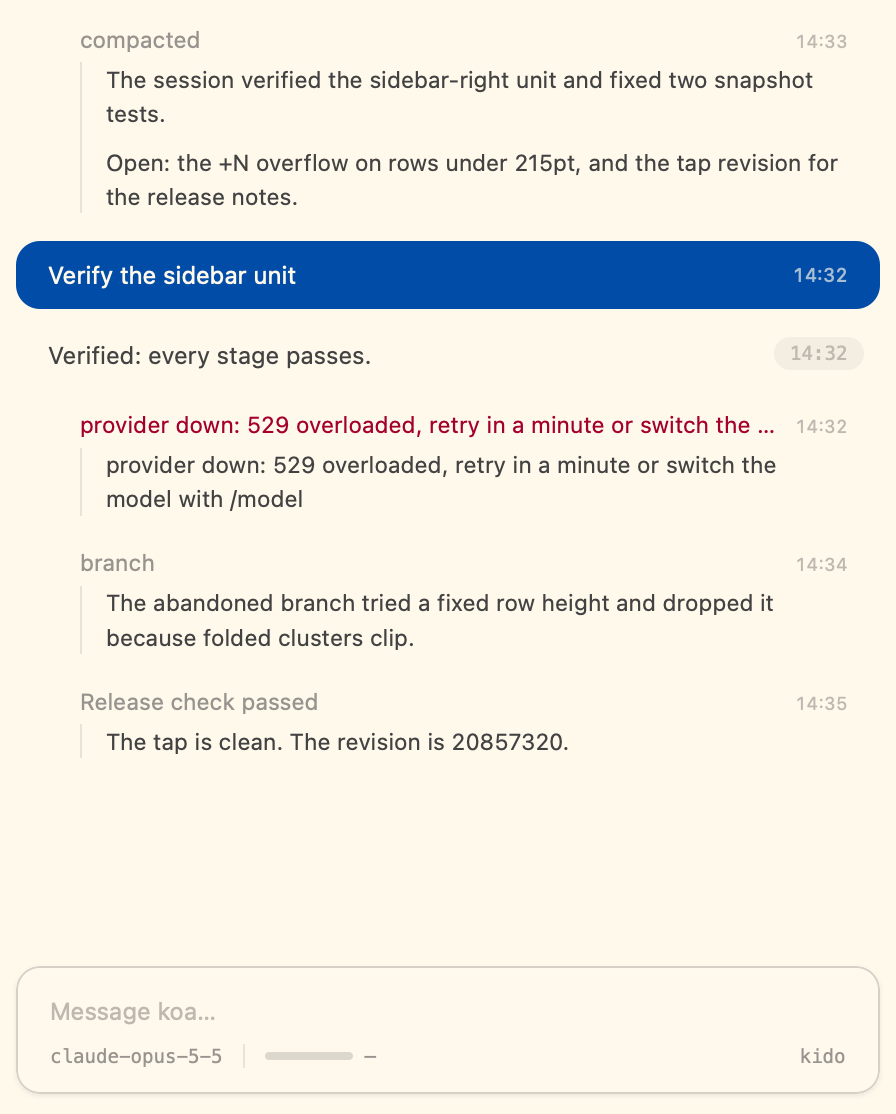 compacted 14:33
The session verified the sidebar-right unit and fixed two snapshot
tests.
Open: the +N overflow on rows under 215pt, and the tap revision for
the release notes.
Verify the sidebar unit 14:32
Verified: every stage passes. 14:32
provider down: 529 overloaded, retry in a minute or switch the ... 14:32
provider down: 529 overloaded, retry in a minute or switch the
model with /model
branch 14:34
The abandoned branch tried a fixed row height and dropped it
because folded clusters clip.
Release check passed 14:35
The tap is clean. The revision is 20857320.
Message koa...
claude-opus-5-5 – kido